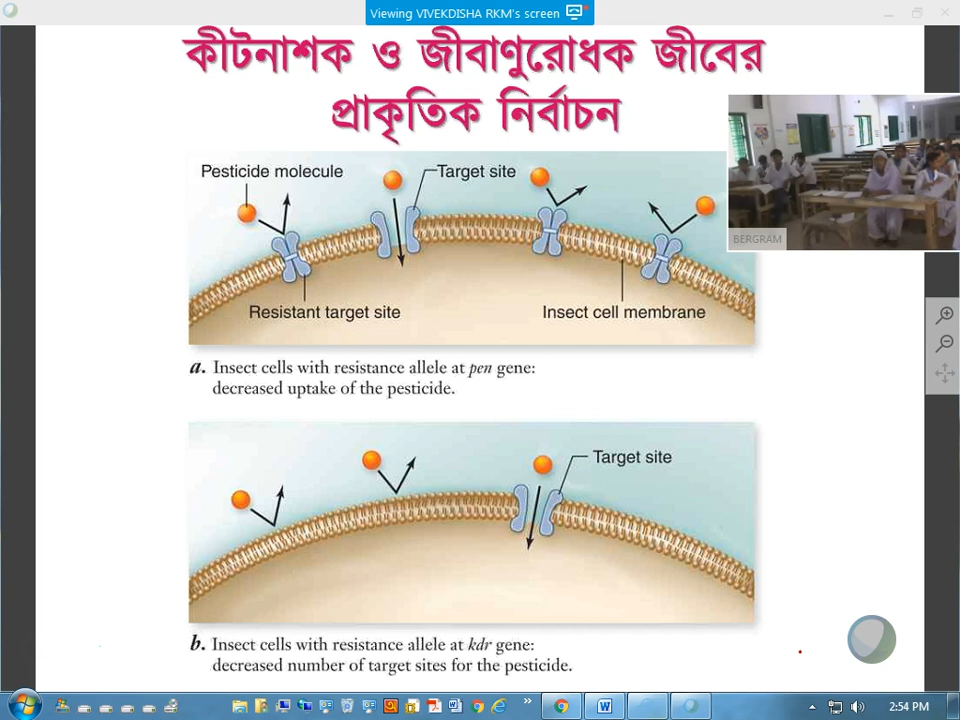 Viewing VIVEKDISHA RKM's screen
কীটনাশক ও জীবাণুরোধক জীবের
প্রাকৃতিক নির্বাচন
Pesticide molecule
Target site
Resistant target site
Insect cell membrane
BERGRAM
a. Insect cells with resistance allele at pen gene:
decreased uptake of the pesticide.
Target site
b. Insect cells with resistance allele at kdr gene:
decreased number of target sites for the pesticide.
2:54 PM